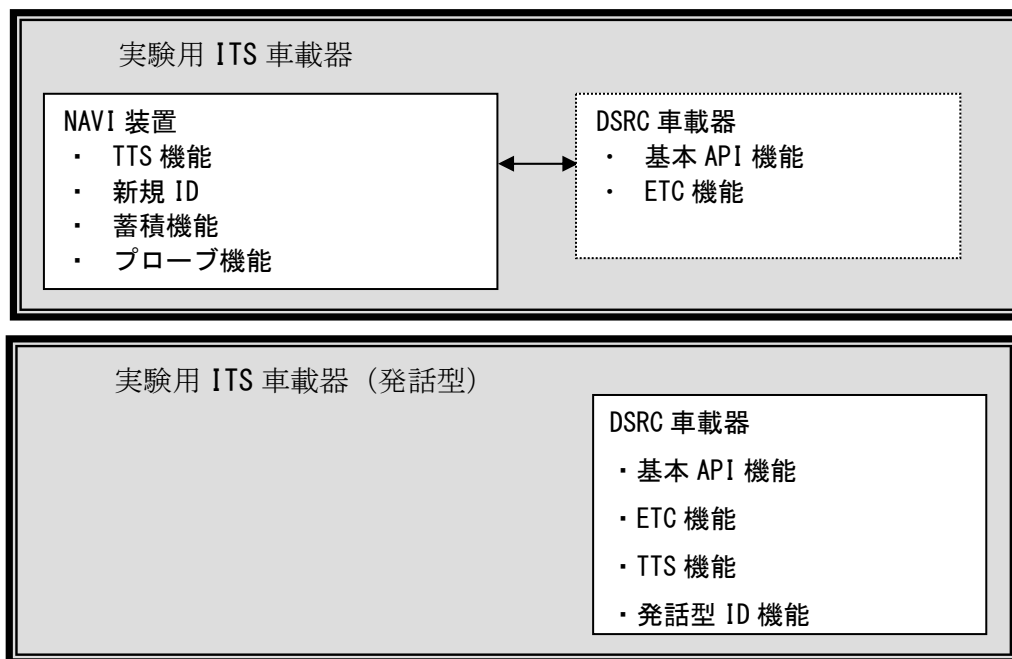 実験用 ITS 車載器
NAVI 装置
・ TTS 機能
・ 新規 ID
・ 蓄積機能
・ プローブ機能
DSRC 車載器
・ 基本 API 機能
・ ETC 機能
実験用 ITS 車載器（発話型）
DSRC 車載器
・基本 API 機能
・ETC 機能
・TTS 機能
・発話型 ID 機能